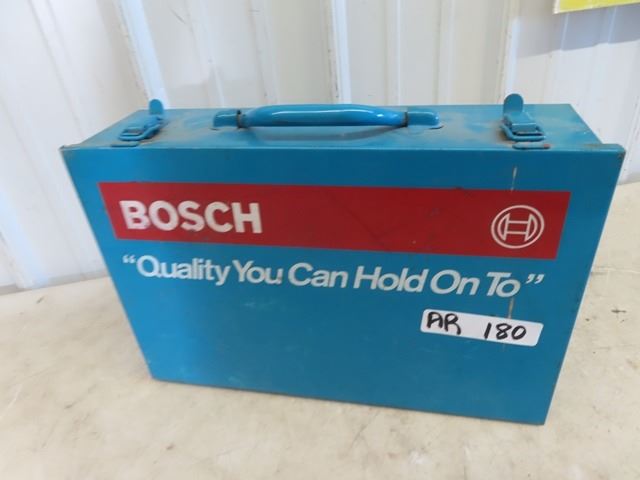 BOSCH
“Quality You Can Hold On To”
AR 180